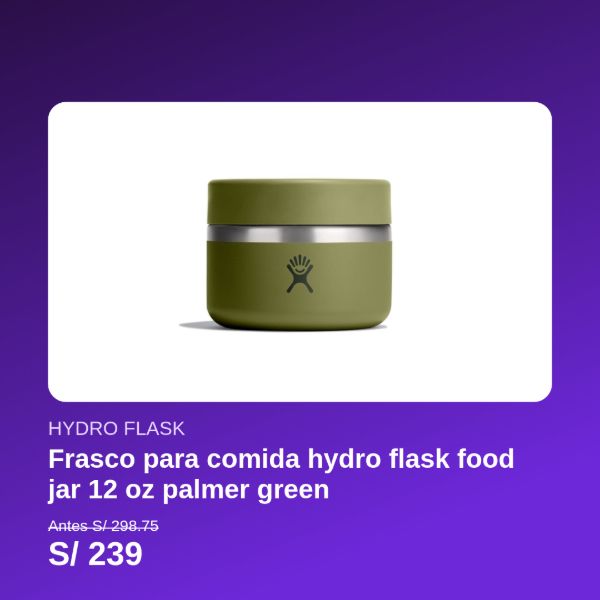 HYDRO FLASK
Frasco para comida hydro flask food
jar 12 oz palmer green
Antes S/ 298.75
S/ 239